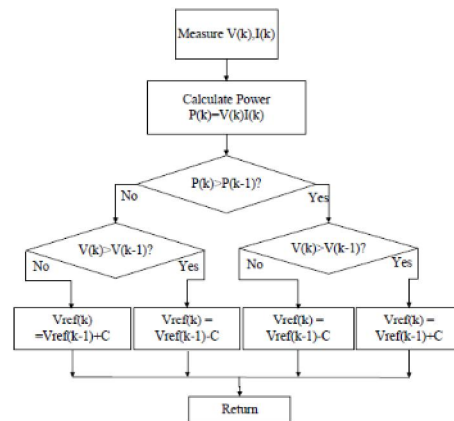 Measure V(k),I(k)
Calculate Power
P(k)=V(k)I(k)
P(k)>P(k-1)?
No
Yes
V(k)>V(k-1)?
V(k)>V(k-1)?
No
Yes
No
Yes
Vref(k)
=Vref(k-1)+C
Vref(k) =
Vref(k-1)-C
Vref(k) =
Vref(k-1)-C
Vref(k) =
Vref(k-1)+C
Return